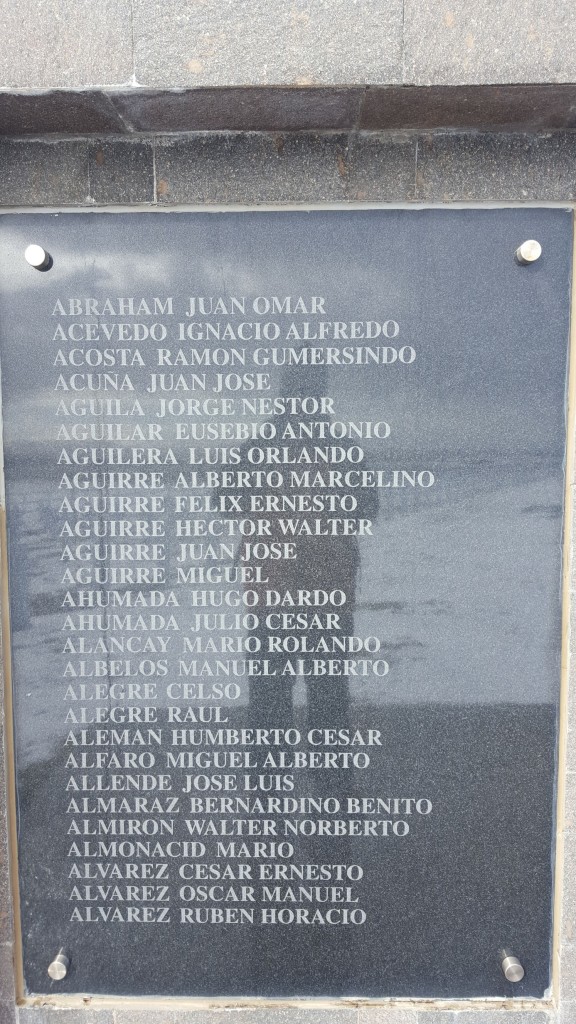 ABRAHAM JUAN OMAR
ACEVEDO IGNACIO ALFREDO
ACOSTA RAMON GUMERSINDO
ACUÑA JUAN JOSE
AGUILA JORGE NESTOR
AGUILAR EUSEBIO ANTONIO
AGUILERA LUIS ORLANDO
AGUIRRE ALBERTO MARCELINO
AGUIRRE FELIX ERNESTO
AGUIRRE HECTOR WALTER
AGUIRRE JUAN JOSE
AGUIRRE MIGUEL
AHUMADA HUGO DARDO
AHUMADA JULIO CESAR
ALANCAY MARIO ROLANDO
ALBELOS MANUEL ALBERTO
ALEGRE CELSO
ALEGRE RAUL
ALEMAN HUMBERTO CESAR
ALFARO MIGUEL ALBERTO
ALLENDE JOSE LUIS
ALMARAZ BERNARDINO BENITO
ALMIRON WALTER NORBERTO
ALMONACID MARIO
ALVAREZ CESAR ERNESTO
ALVAREZ OSCAR MANUEL
ALVAREZ RUBEN HORACIO